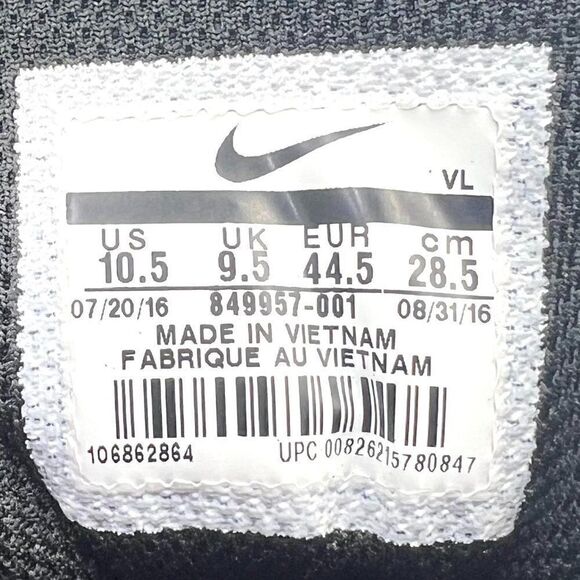 VL
US UK EUR cm
10.5 9.5 44.5 28.5
07/20/16 849957-001 08/31/16
MADE IN VIETNAM
FABRIQUE AU VIETNAM
106862864 UPC 00826215780847